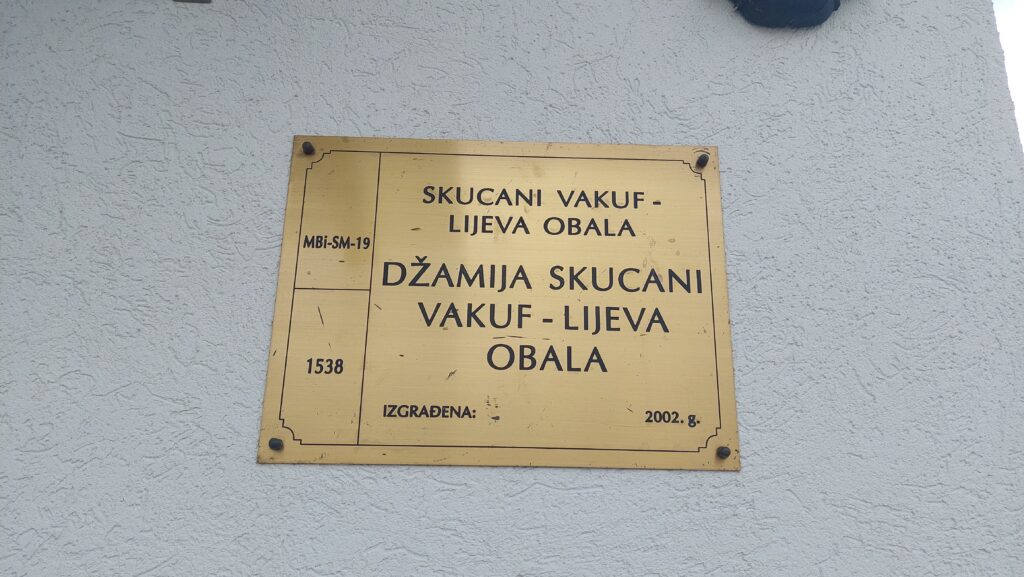 MBi-SM-19
1538
SKUCANI VAKUF -
LIJEVA OBALA
DŽAMIJA SKUCANI
VAKUF - LIJEVA
OBALA
IZGRAĐENA: 2002. g.